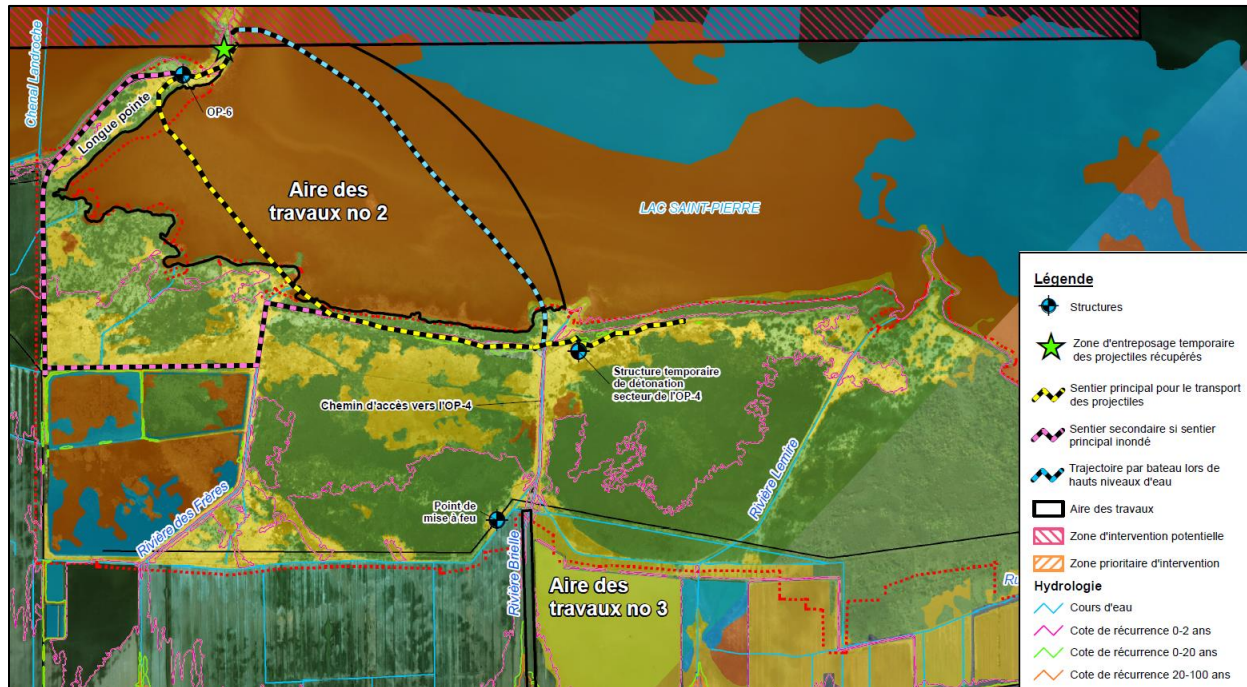 Chenal Landroche
Longue pointe
OP-6
Aire des
travaux no 2
LAC SAINT-PIERRE
Structure temporaire
de détonation
secteur de l'OP-4
Chemin d'accès vers l'OP-4
Rivière Lemire
Rivière des Frères
Point de
mise à feu
Rivière Brielle
Aire des
travaux no 3
Légende
Structures
Zone d'entreposage temporaire
des projectiles récupérés
Sentier principal pour le transport
des projectiles
Sentier secondaire si sentier
principal inondé
Trajectoire par bateau lors de
hauts niveaux d'eau
Aire des travaux
Zone d'intervention potentielle
Zone prioritaire d'intervention
Hydrologie
Cours d'eau
Cote de récurrence 0-2 ans
Cote de récurrence 0-20 ans
Cote de récurrence 20-100 ans